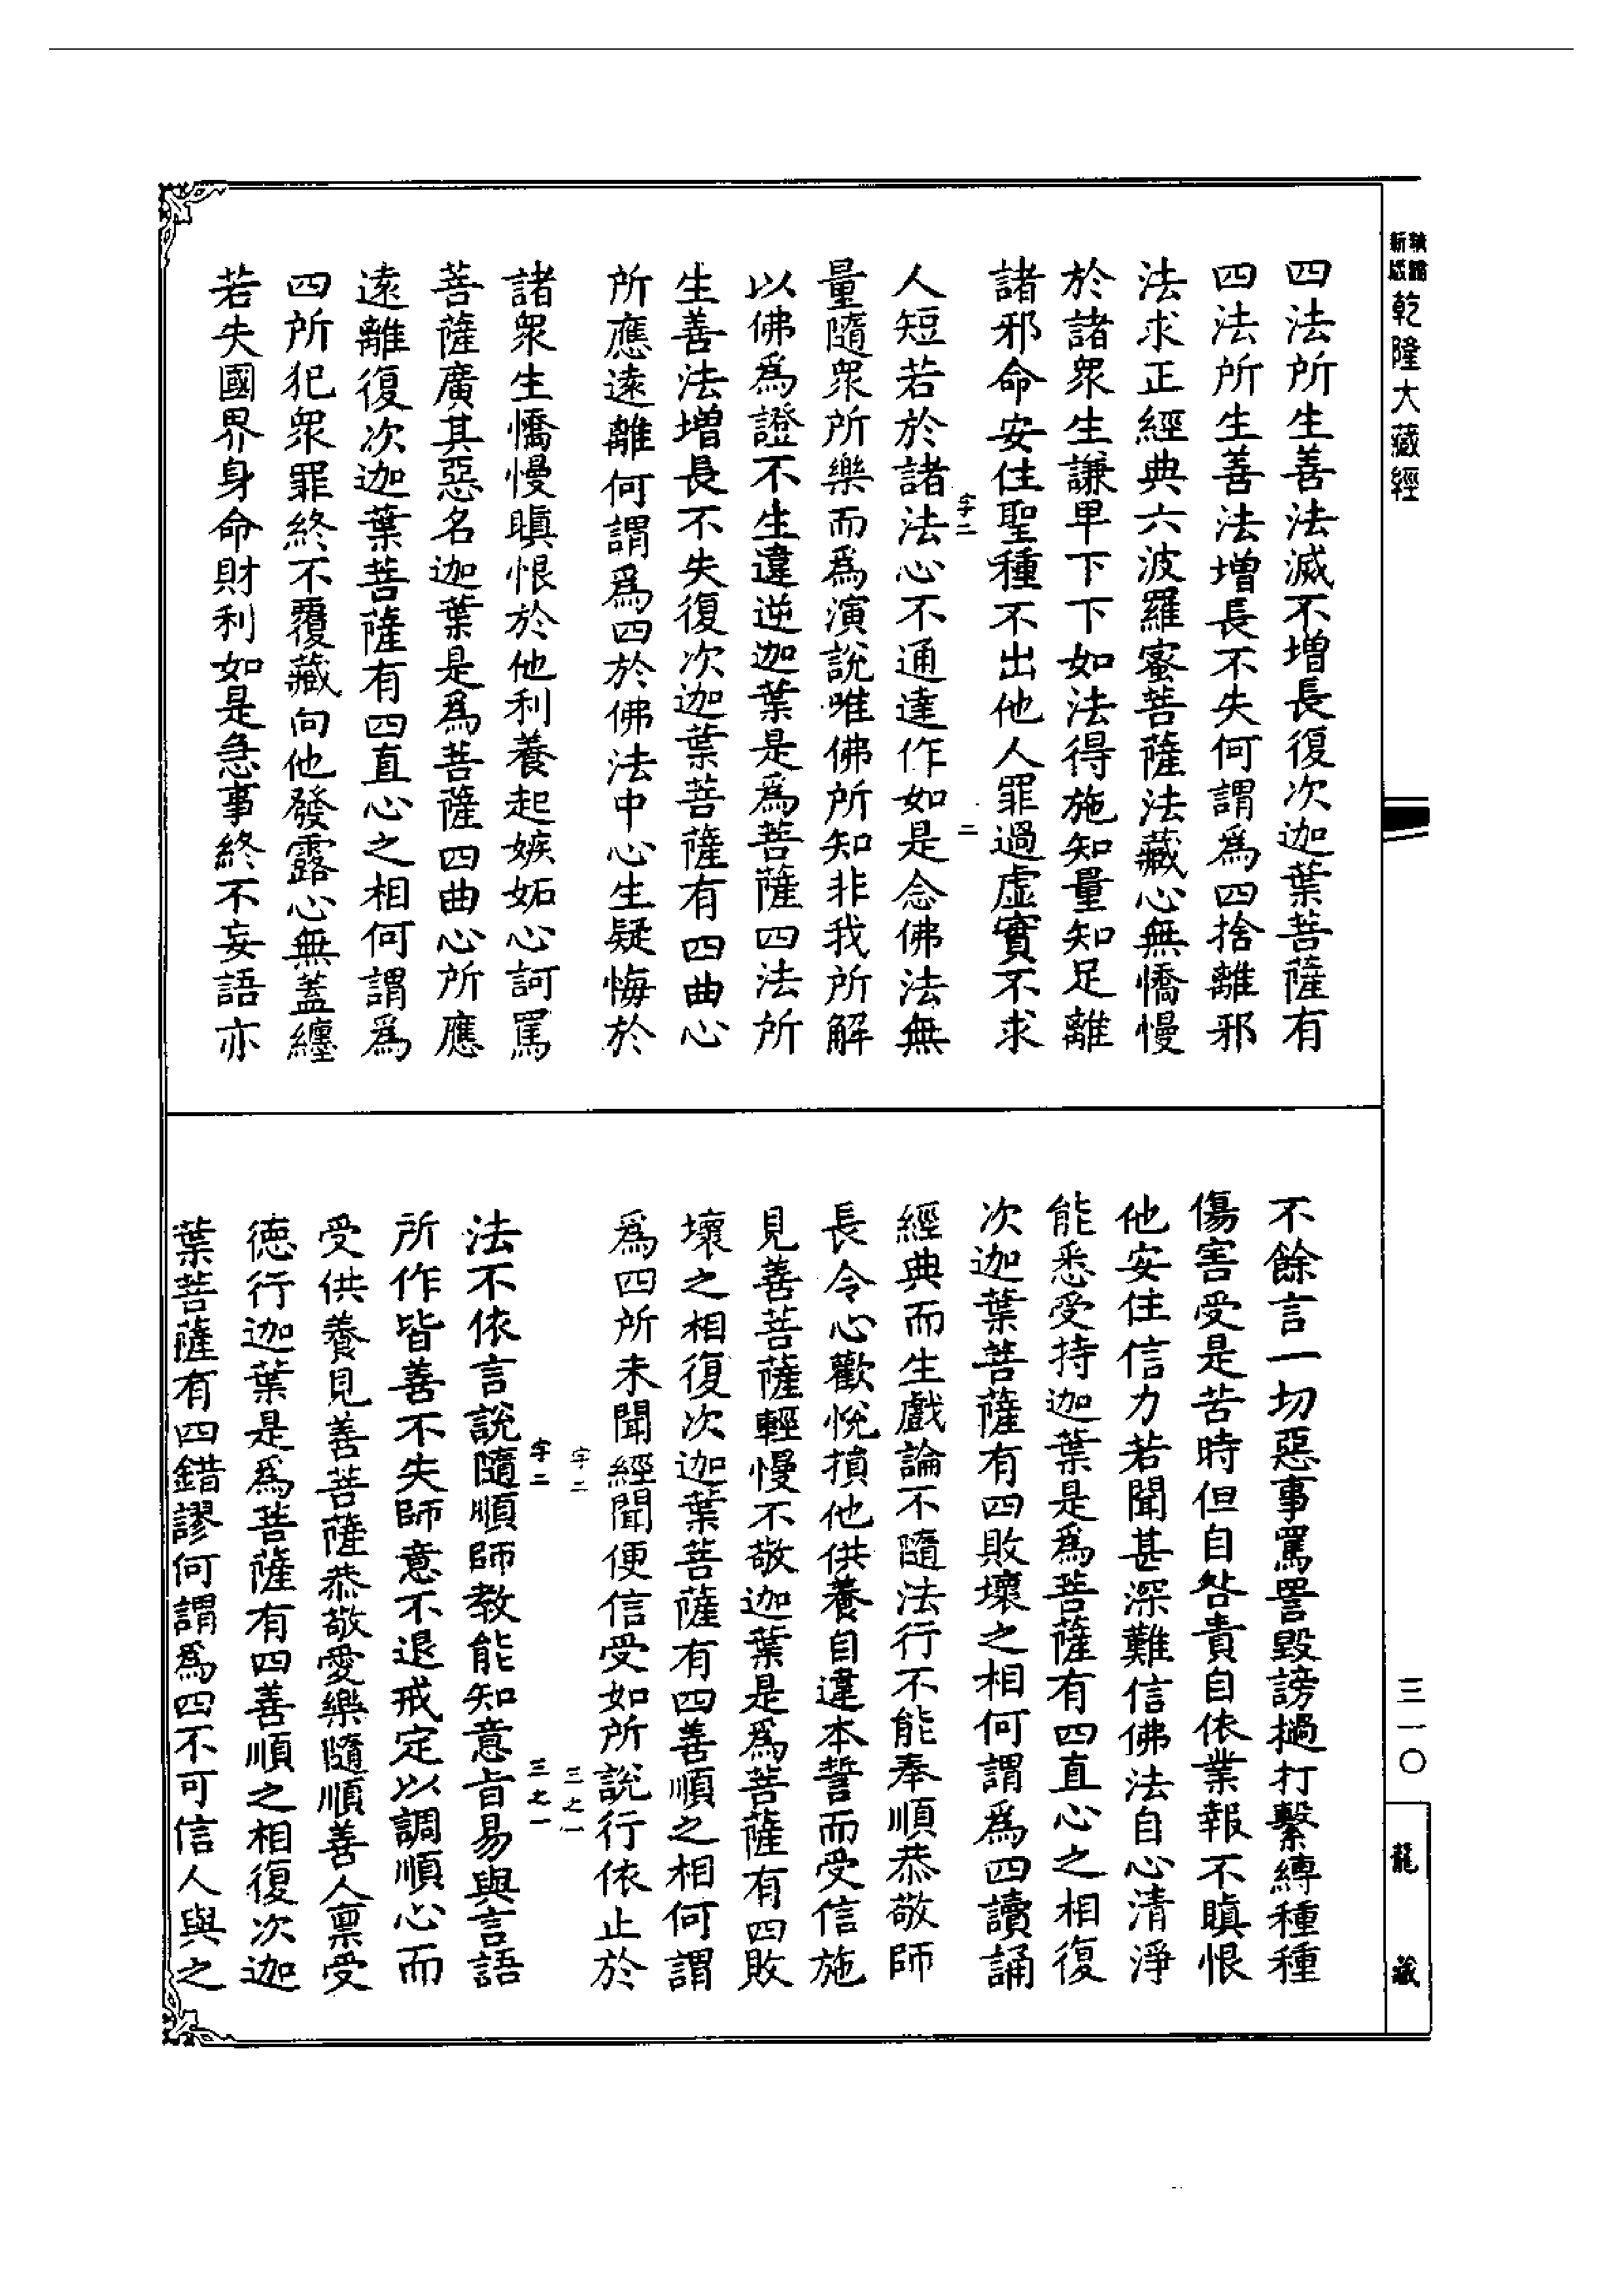 新乾隆大藏經
四法所生善法滅不增長復次迦葉菩薩有
四法所生善法增長不失何謂爲四捨離邪
法求正經典六波羅蜜菩薩法藏心無憍慢
於諸衆生謙卑下下如法得施知量知足離
諸邪命安住聖種不出他人罪過虛實不求
字二 二
人短若於諸法心不通達作如是念佛法無
量隨衆所樂而爲演說唯佛所知非我所解
以佛爲證不生違逆迦葉是爲菩薩四法所
生善法增長不失復次迦葉菩薩有四曲心
所應遠離何謂爲四於佛法中心生疑悔於
諸衆生憍慢瞋恨於他利養起嫉妬心訶罵
菩薩廣其惡名迦葉是爲菩薩四曲心所應
遠離復次迦葉菩薩有四直心之相何謂爲
四所犯衆罪終不覆藏向他發露心無蓋纏
若失國界身命財利如是急事終不妄語亦
不餘言一切惡事罵詈毀謗撾打繫縛種種
傷害受是苦時但自咎責自依業報不瞋恨
他安住信力若聞甚深難信佛法自心清淨
能悉受持迦葉是爲菩薩有四直心之相復
次迦葉菩薩有四敗壞之相何謂爲四讀誦
經典而生戲論不隨法行不能奉順恭敬師
長令心歡悅損他供養自違本誓而受信施
見善菩薩輕慢不敬迦葉是爲菩薩有四敗
壞之相復次迦葉菩薩有四善順之相何謂
爲四所未聞經聞便信受如所說行依止於
字二 三之一
字二 三之一
法不依言說隨順師教能知意旨易與言語
所作皆善不失師意不退戒定以調順心而
受供養見善菩薩恭敬愛樂隨順善人稟受
德行迦葉是爲菩薩有四善順之相復次迦
葉菩薩有四錯謬何謂爲四不可信人與之
三一〇
龍藏